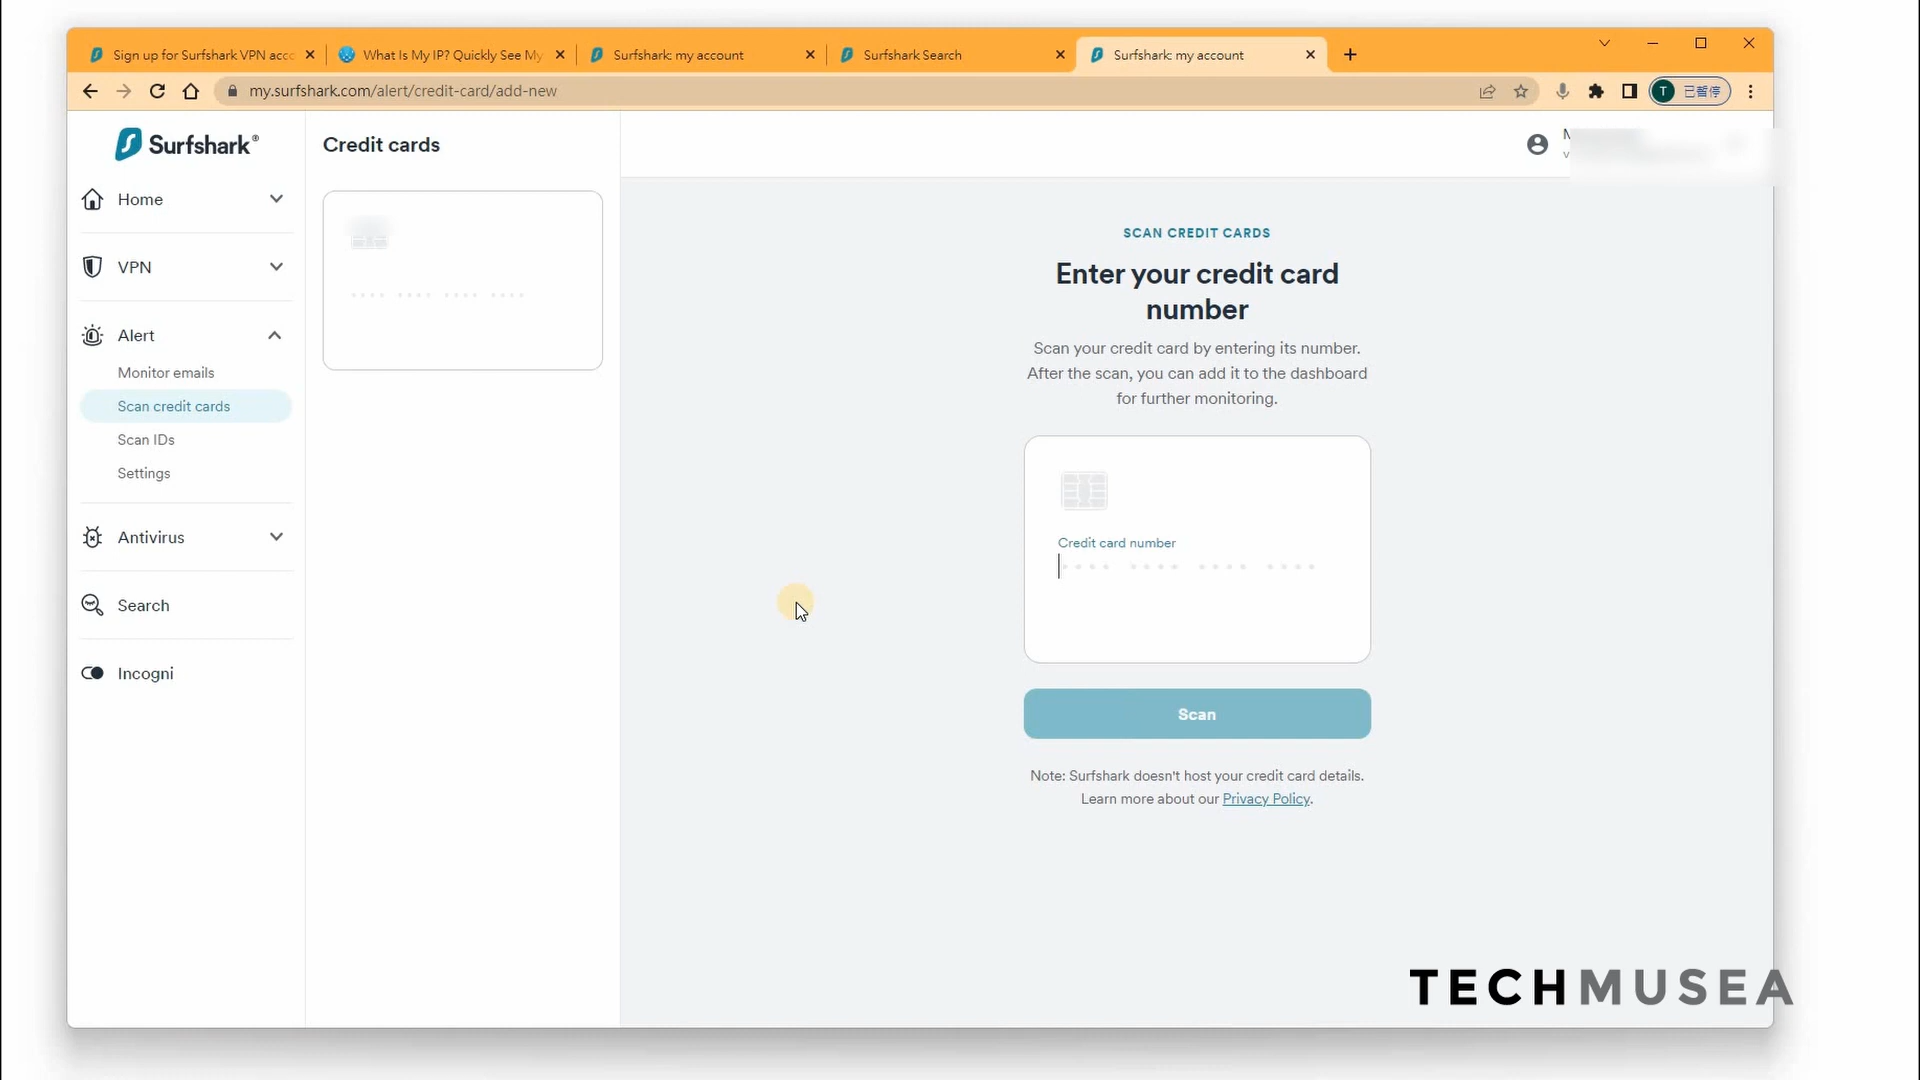 Sign up for Surfshark VPN acco
What Is My IP? Quickly See My
Surfshark: my account
Surfshark Search
Surfshark: my account
my.surfshark.com/alert/credit-card/add-new
T 已暫停
Surfshark®
Credit cards
Home
VPN
Alert
Monitor emails
Scan credit cards
Scan IDs
Settings
Antivirus
Search
Incogni
SCAN CREDIT CARDS
Enter your credit card
number
Scan your credit card by entering its number.
After the scan, you can add it to the dashboard
for further monitoring.
Credit card number
Scan
Note: Surfshark doesn't host your credit card details.
Learn more about our Privacy Policy.
TECHMUSEA